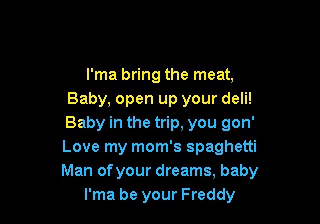 I'ma bring the meat,
Baby, open up your deli!
Baby in the trip, you gon'
Love my mom's spaghetti
Man of your dreams, baby
I'ma be your Freddy